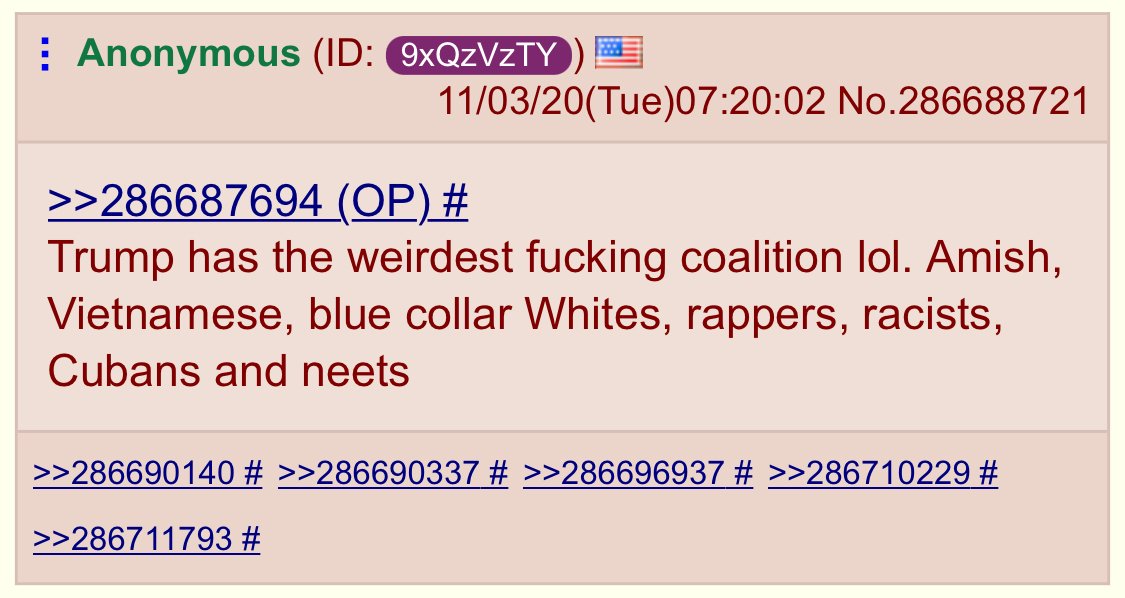 Anonymous (ID: 9xQzVzTY)
11/03/20(Tue)07:20:02 No.286688721
>>286687694 (OP) #
Trump has the weirdest fucking coalition lol. Amish,
Vietnamese, blue collar Whites, rappers, racists,
Cubans and neets
>>286690140 # >>286690337 # >>286696937 # >>286710229 #
>>286711793 #